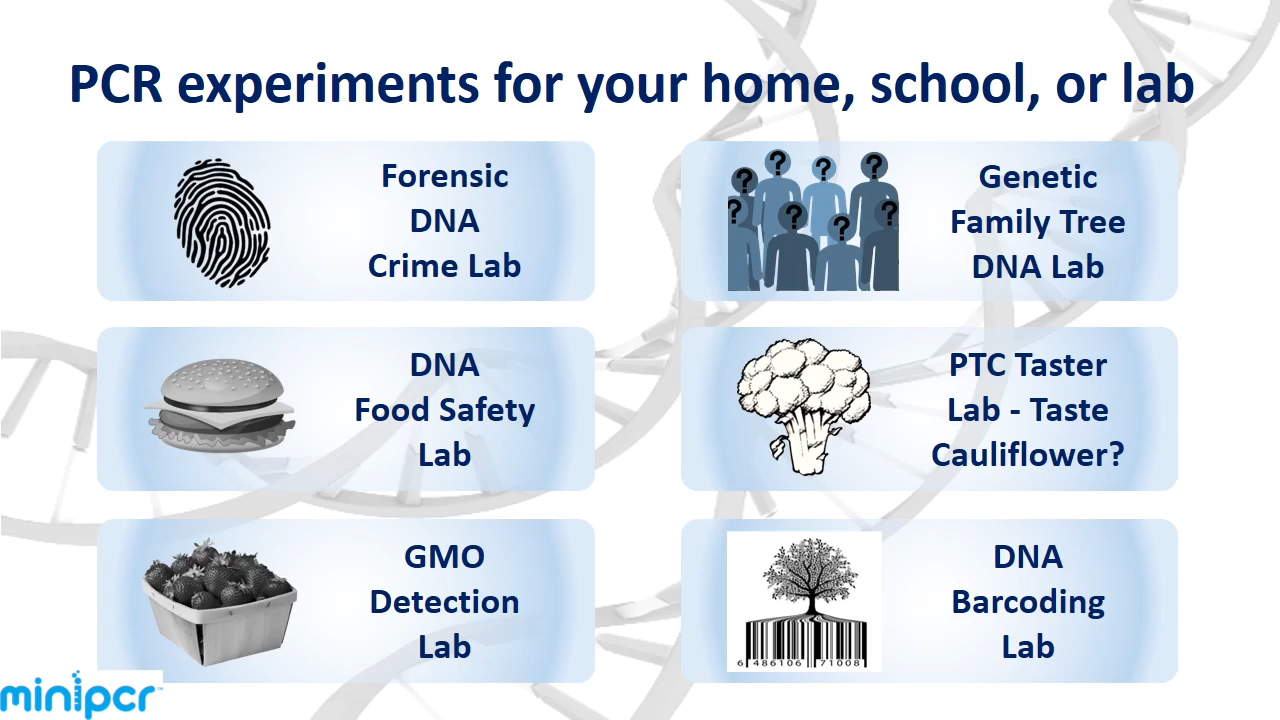 PCR experiments for your home, school, or lab
Forensic
DNA
Crime Lab
? ? ? ? ? ? ? ?
Genetic
Family Tree
DNA Lab
DNA
Food Safety
Lab
PTC Taster
Lab - Taste
Cauliflower?
GMO
Detection
Lab
6 486106 71008
DNA
Barcoding
Lab
minipcr™